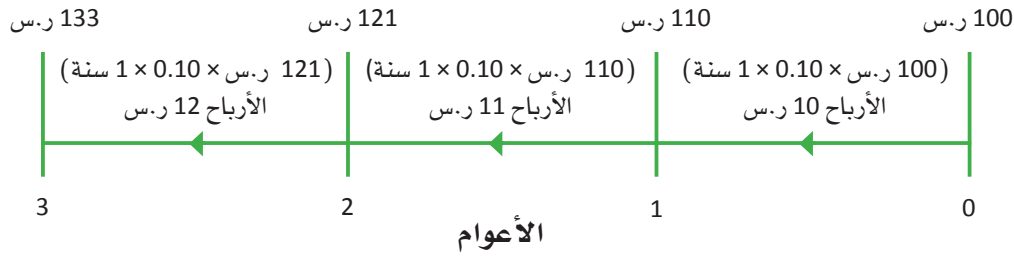 100 ر.س 110 ر.س 121 ر.س 133 ر.س
(100 ر.س × 0.10 × 1 سنة) (110 ر.س × 0.10 × 1 سنة) (121 ر.س × 0.10 × 1 سنة)
الأرباح 10 ر.س الأرباح 11 ر.س الأرباح 12 ر.س
0 1 2 3
الأعوام